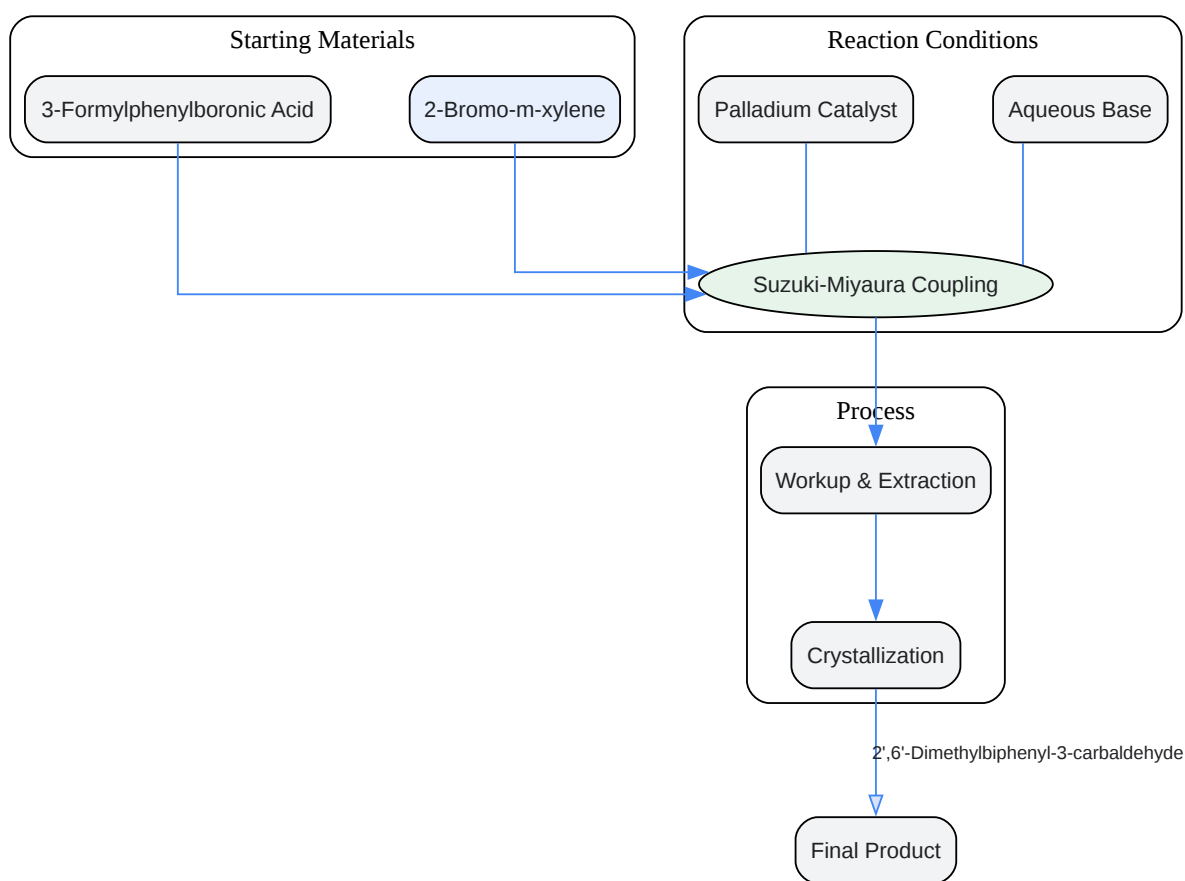 Starting Materials
Reaction Conditions
3-Formylphenylboronic Acid
2-Bromo-m-xylene
Palladium Catalyst
Aqueous Base
Suzuki-Miyaura Coupling
Process
Workup & Extraction
Crystallization
2',6'-Dimethylbiphenyl-3-carbaldehyde
Final Product